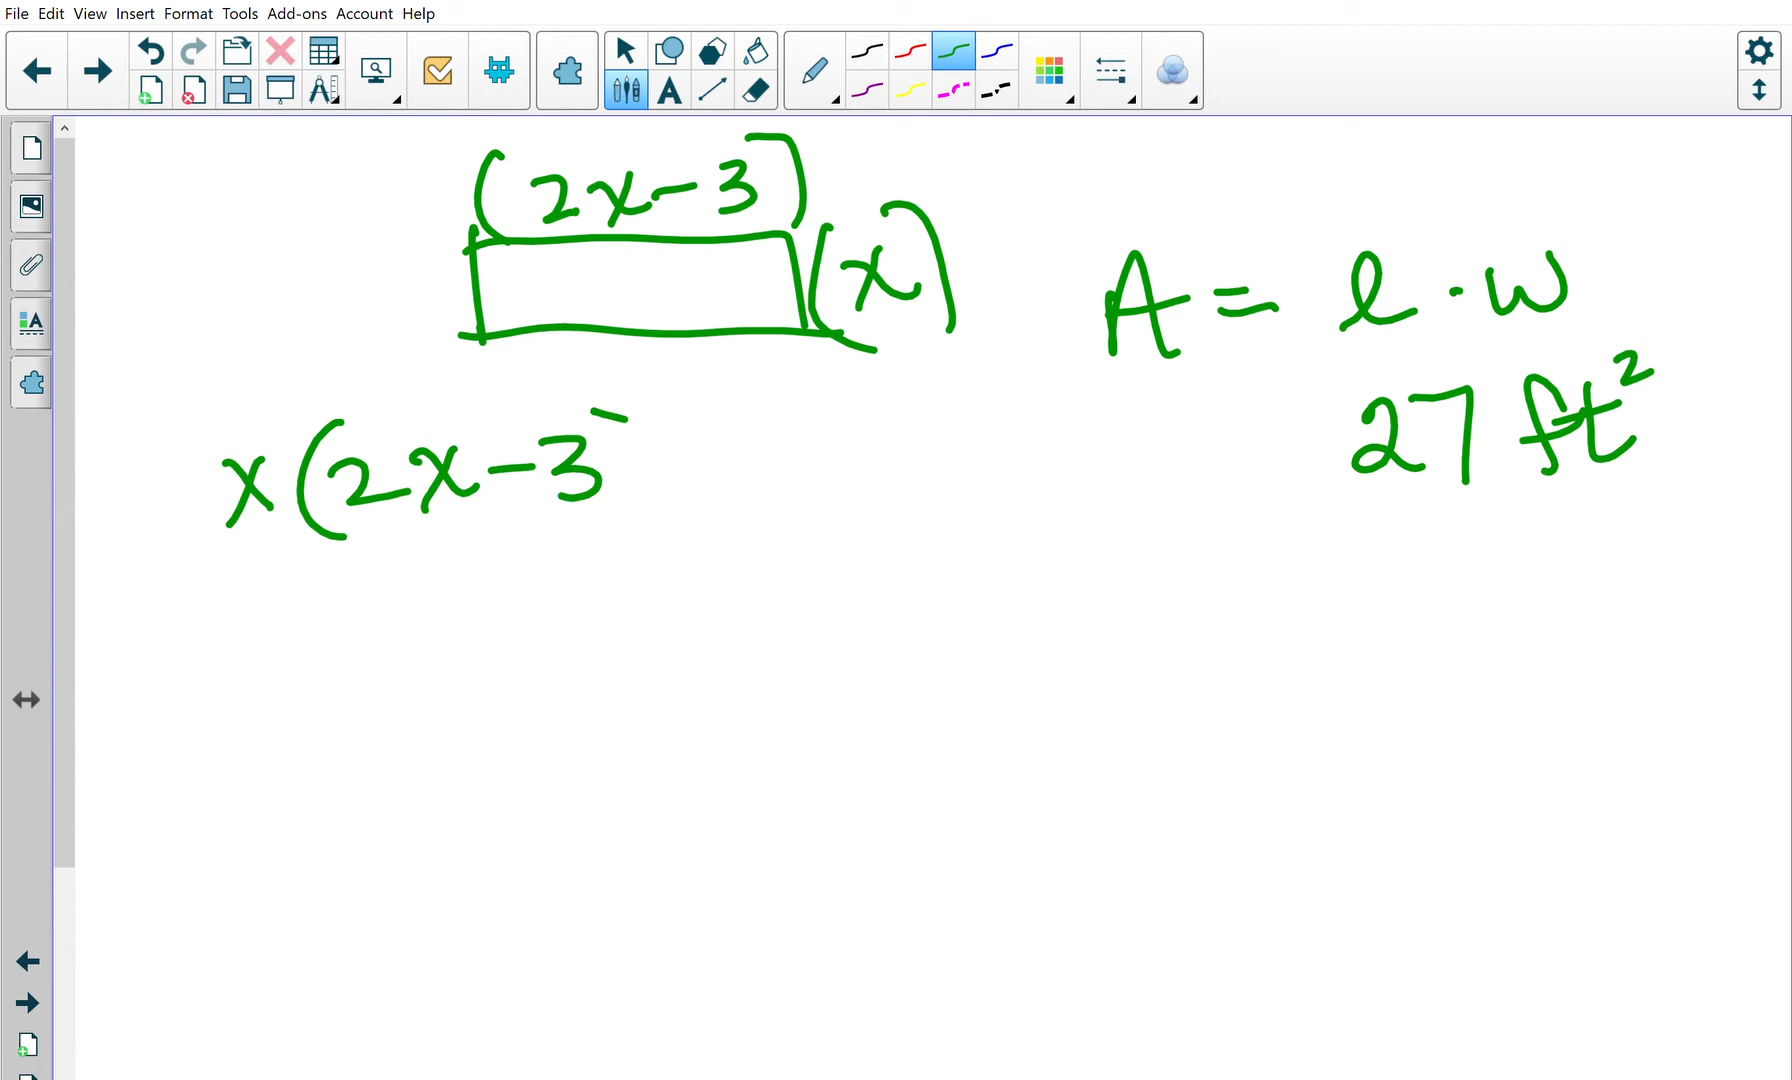 File Edit View Insert Format Tools Add-ons Account Help
(2x-3)
(x)
A = l · w
27 ft²
x(2x-3